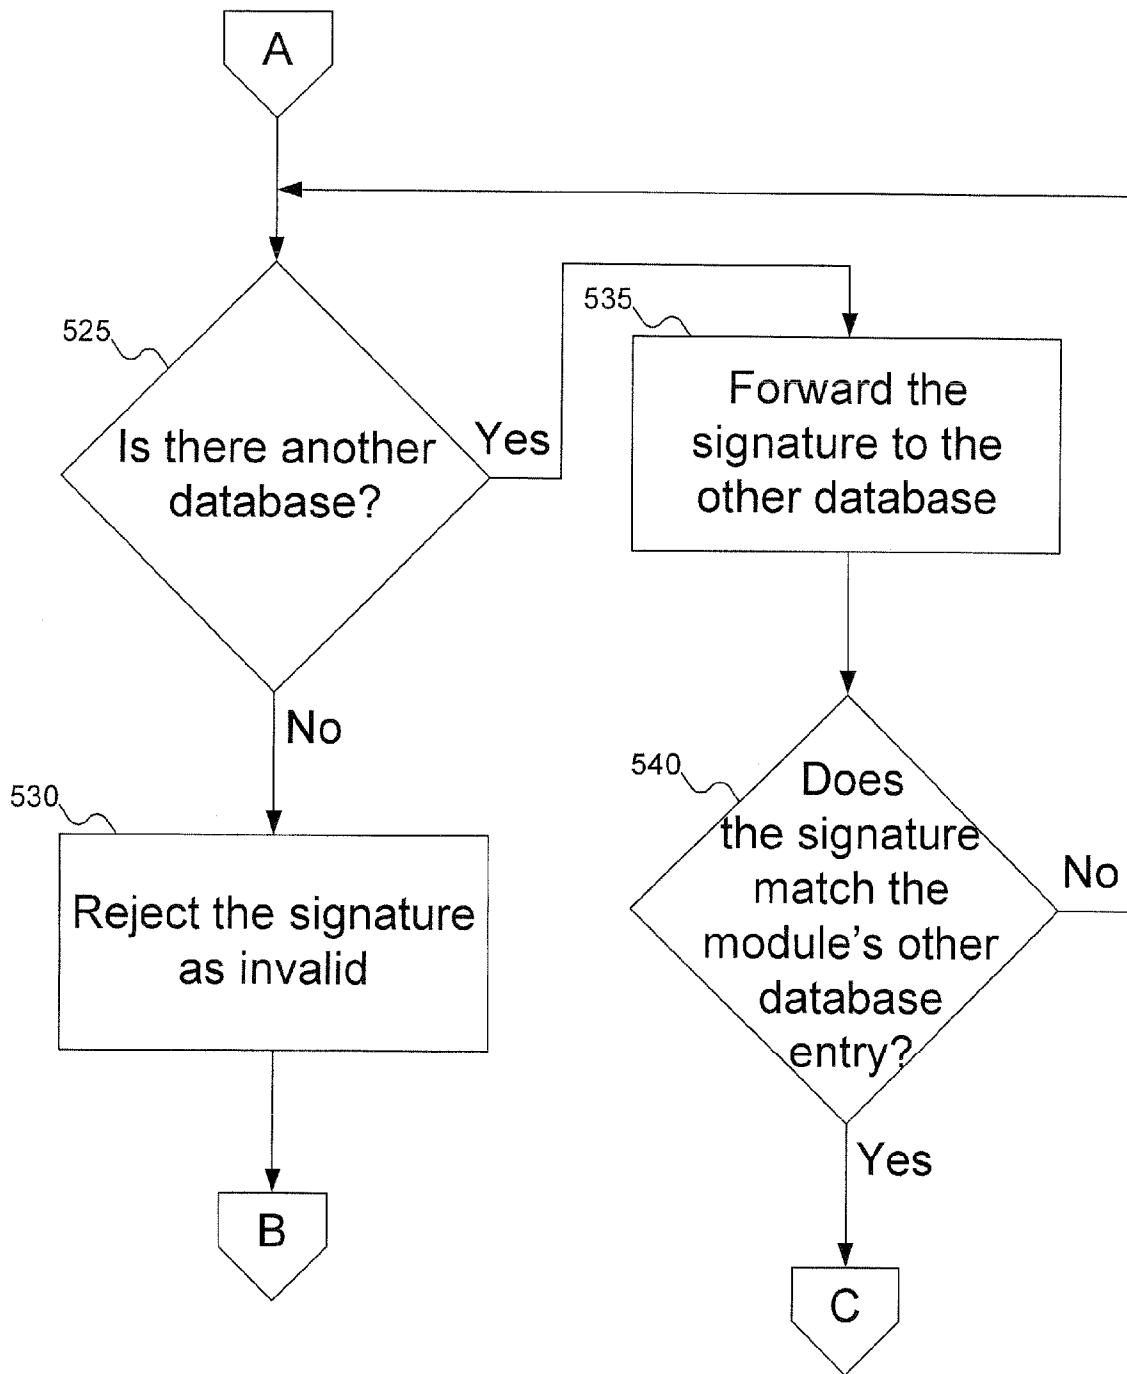 A
525
Is there another
database?
Yes
535
Forward the
signature to the
other database
No
530
Reject the signature
as invalid
540
Does
the signature
match the
module's other
database
entry?
No
Yes
B
C